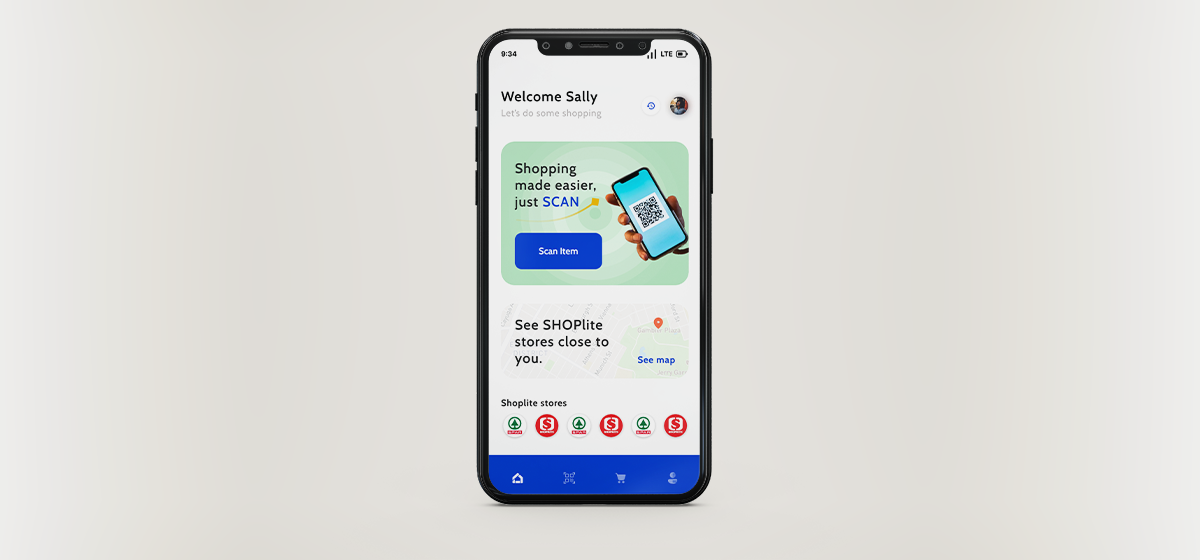 9:34
LTE
Welcome Sally
Let's do some shopping
Shopping
made easier,
just SCAN
Scan Item
See SHOPlite
stores close to
you.
See map
Shoplite stores